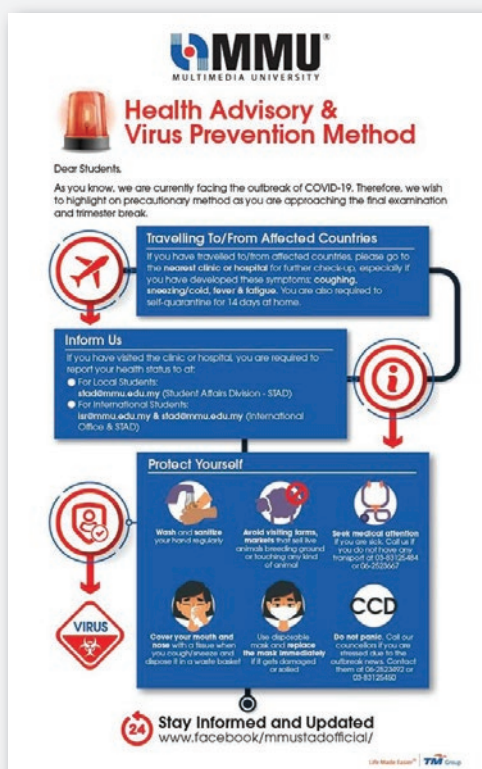 MMU®
MULTIMEDIA UNIVERSITY
Health Advisory &
Virus Prevention Method
Dear Students,
As you know, we are currently facing the outbreak of COVID-19. Therefore, we wish
to highlight on precautionary method as you are approaching the final examination
and trimester break.
Travelling To/From Affected Countries
If you have travelled to/from affected countries, please go to
the nearest clinic or hospital for further check-up, especially if
you have developed these symptoms: coughing,
sneezing/cold, fever & fatigue. You are also required to
self-quarantine for 14 days at home.
Inform Us
If you have visited the clinic or hospital, you are required to
report your health status to at:
● For Local Students:
stad@mmu.edu.my (Student Affairs Division - STAD)
● For International Students:
isr@mmu.edu.my & stad@mmu.edu.my (International
Office & STAD)
Protect Yourself
Wash and sanitize
your hand regularly
Avoid visiting farms,
markets that sell live
animals breeding ground
or touching any kind
of animal
Seek medical attention
if you are sick. Call us if
you do not have any
transport at 03-83125484
or 06-2523667
VIRUS
Cover your mouth and
nose with a tissue when
you cough/sneeze and
dispose it in a waste basket
Use disposable
mask and replace
the mask immediately
if it gets damaged
or soiled
CCD
Do not panic. Call our
counsellors if you are
stressed due to the
outbreak news. Contact
them at 06-2523492 or
03-83125450
24
Stay Informed and Updated
www.facebook/mmustadofficial/
Life Made Easier™
TM Group